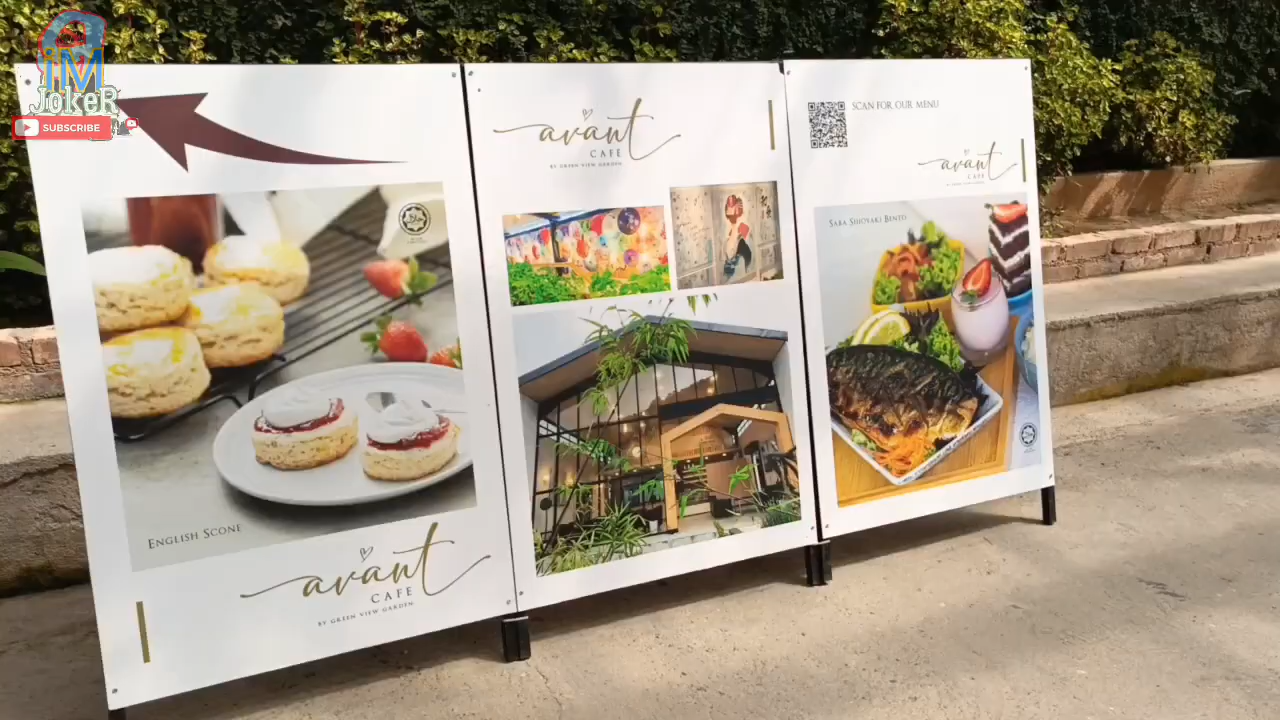 iM
JokeR
SUBSCRIBE
ENGLISH SCONE
avant
CAFE
BY GREEN VIEW GARDEN
avant
CAFE
BY GREEN VIEW GARDEN
SCAN FOR OUR MENU
avant
CAFE
SABA SHIOYAKI BENTO